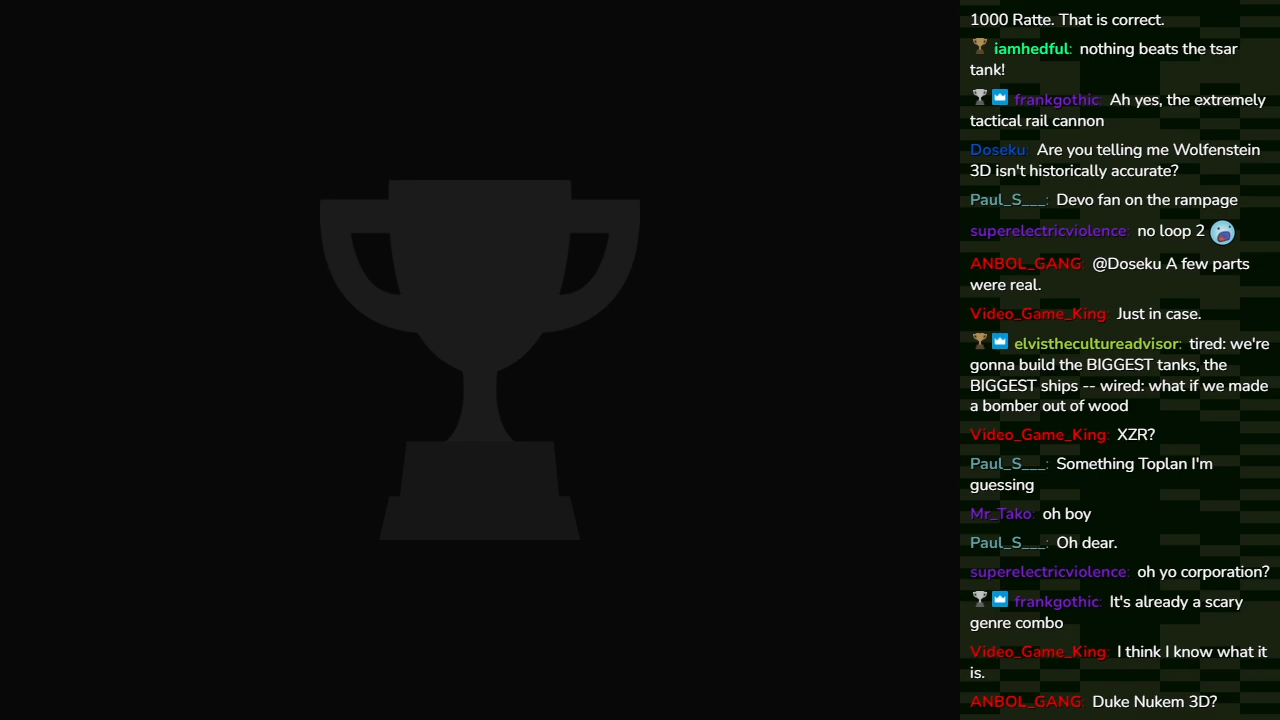 1000 Ratte. That is correct.
iamhedful: nothing beats the tsar
tank!
frankgothic: Ah yes, the extremely
tactical rail cannon
Doseku: Are you telling me Wolfenstein
3D isn't historically accurate?
Paul_S___: Devo fan on the rampage
superelectricviolence: no loop 2
ANBOL_GANG: @Doseku A few parts
were real.
Video_Game_King: Just in case.
elvisthecultureadvisor: tired: we're
gonna build the BIGGEST tanks, the
BIGGEST ships -- wired: what if we made
a bomber out of wood
Video_Game_King: XZR?
Paul_S___: Something Toplan I'm
guessing
Mr_Tako: oh boy
Paul_S___: Oh dear.
superelectricviolence: oh yo corporation?
frankgothic: It's already a scary
genre combo
Video_Game_King: I think I know what it
is.
ANBOL_GANG: Duke Nukem 3D?